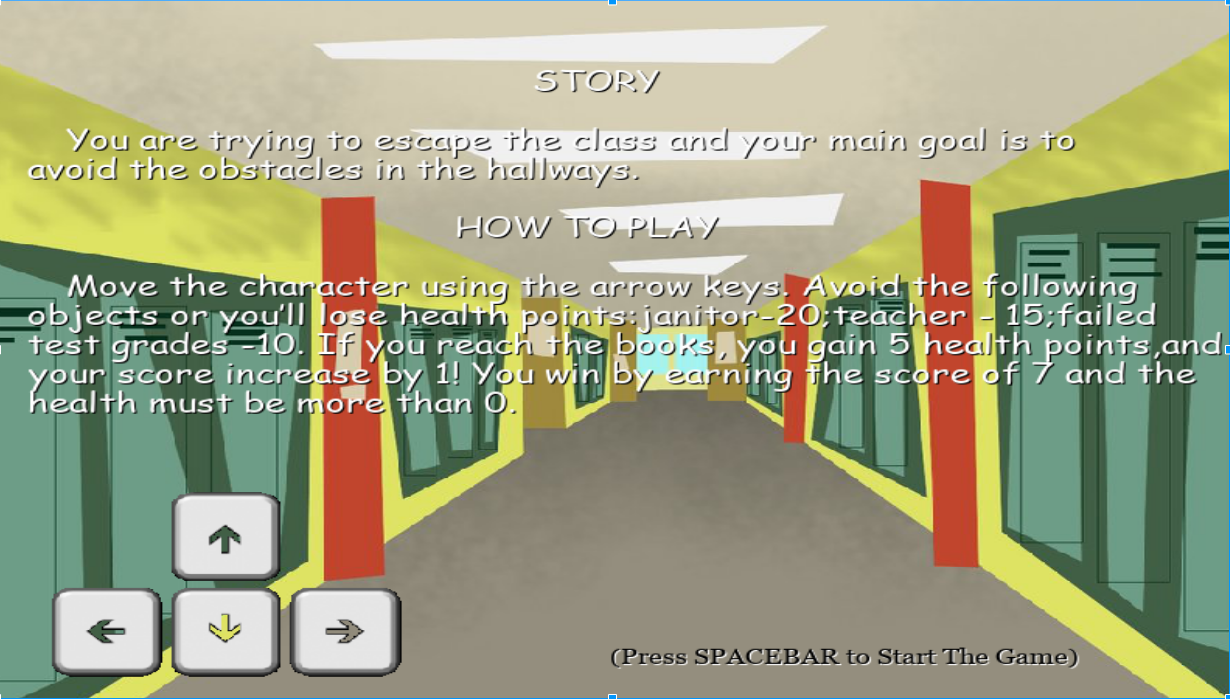 STORY
You are trying to escape the class and your main goal is to
avoid the obstacles in the hallways.
HOW TO PLAY
Move the character using the arrow keys. Avoid the following
objects or you'll lose health points:janitor-20;teacher - 15;failed
test grades -10. If you reach the books, you gain 5 health points,and
your score increase by 1! You win by earning the score of 7 and the
health must be more than 0.
(Press SPACEBAR to Start The Game)